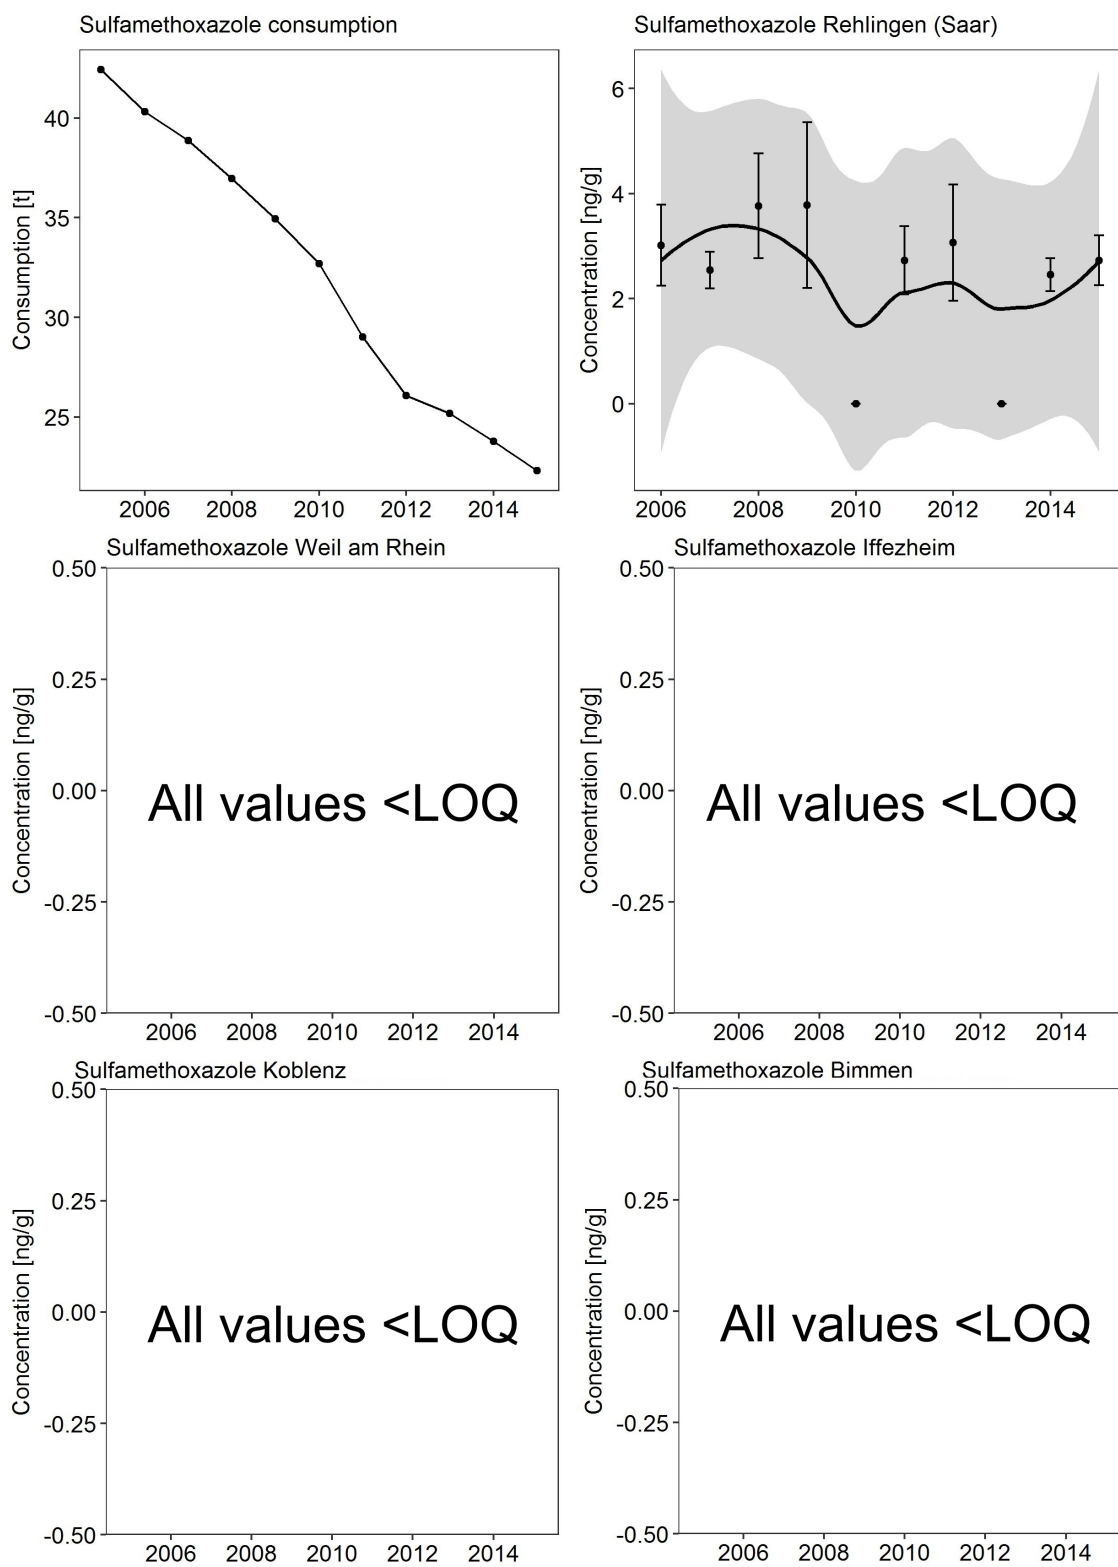 Sulfamethoxazole consumption
Consumption [t]
40
35
30
25
2006 2008 2010 2012 2014
Sulfamethoxazole Rehlingen (Saar)
Concentration [ng/g]
6
4
2
0
2006 2008 2010 2012 2014
Sulfamethoxazole Weil am Rhein
Concentration [ng/g]
0.50
0.25
0.00
-0.25
-0.50
All values <LOQ
2006 2008 2010 2012 2014
Sulfamethoxazole Iffezheim
Concentration [ng/g]
0.50
0.25
0.00
-0.25
-0.50
All values <LOQ
2006 2008 2010 2012 2014
Sulfamethoxazole Koblenz
Concentration [ng/g]
0.50
0.25
0.00
-0.25
-0.50
All values <LOQ
2006 2008 2010 2012 2014
Sulfamethoxazole Bimmen
Concentration [ng/g]
0.50
0.25
0.00
-0.25
-0.50
All values <LOQ
2006 2008 2010 2012 2014